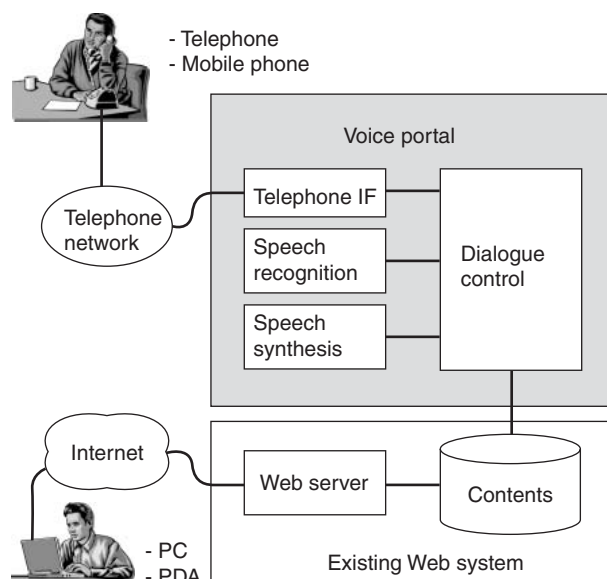 - Telephone
- Mobile phone
Voice portal
Telephone
network
Telephone IF
Speech
recognition
Speech
synthesis
Dialogue
control
Internet
Web server
Contents
- PC
- PDA
Existing Web system